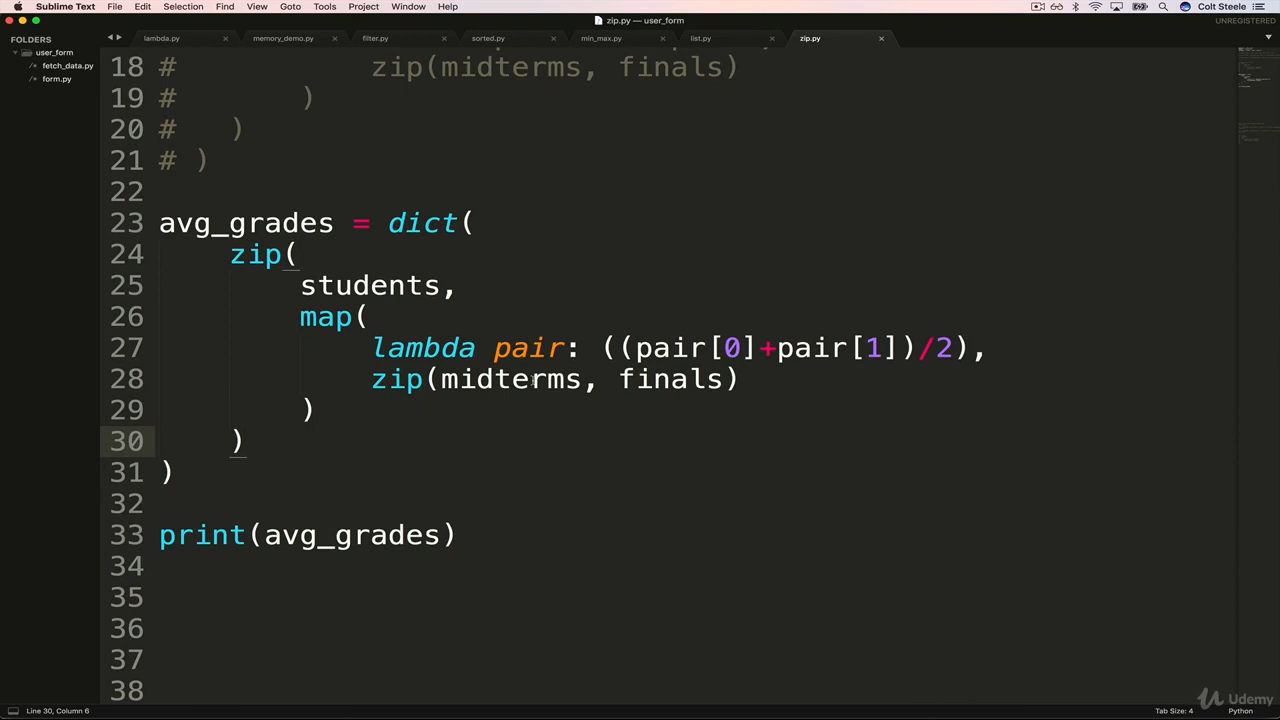 Sublime Text File Edit Selection Find View Goto Tools Project Window Help Colt Steele
zip.py — user_form UNREGISTERED
FOLDERS
user_form
fetch_data.py
form.py
lambda.py memory_demo.py filter.py sorted.py min_max.py list.py zip.py
18 # zip(midterms, finals)
19 # )
20 # )
21 # )
22
23 avg_grades = dict(
24 zip(
25 students,
26 map(
27 lambda pair: ((pair[0]+pair[1])/2),
28 zip(midterms, finals)
29 )
30 )
31 )
32
33 print(avg_grades)
34
35
36
37
38
Udemy
Line 30, Column 6 Tab Size: 4 Python